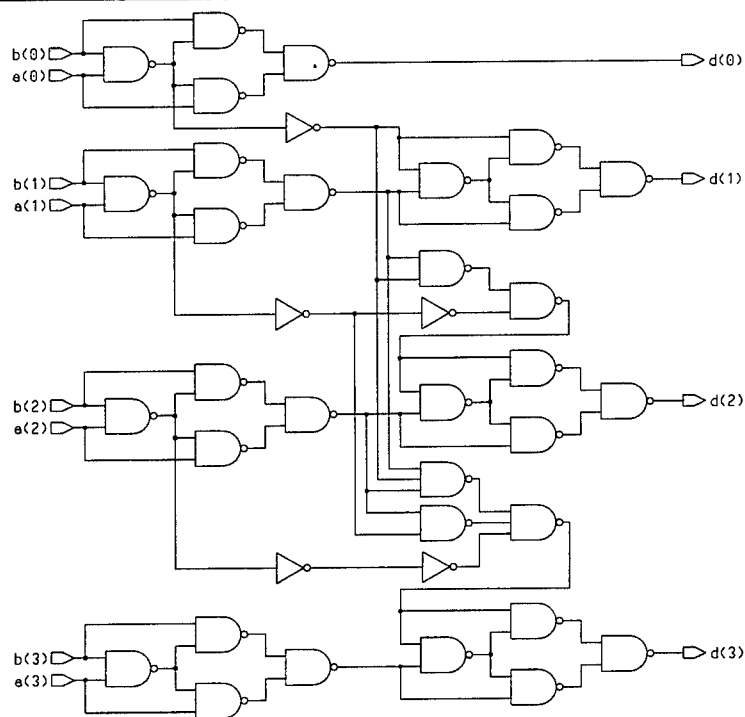 b(0)
a(0)
d(0)
b(1)
a(1)
d(1)
b(2)
a(2)
d(2)
b(3)
a(3)
d(3)